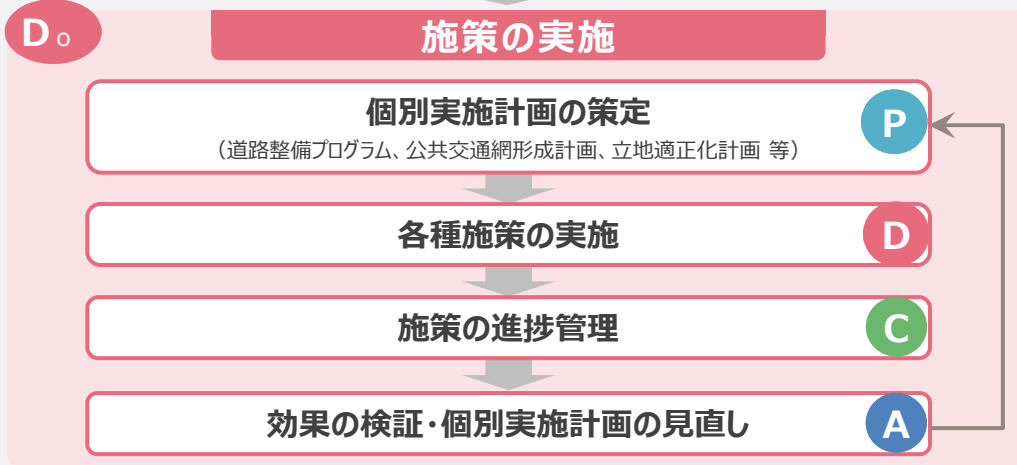 Do
施策の実施
個別実施計画の策定
P
（道路整備プログラム、公共交通網形成計画、立地適正化計画 等）
各種施策の実施
D
施策の進捗管理
C
効果の検証・個別実施計画の見直し
A